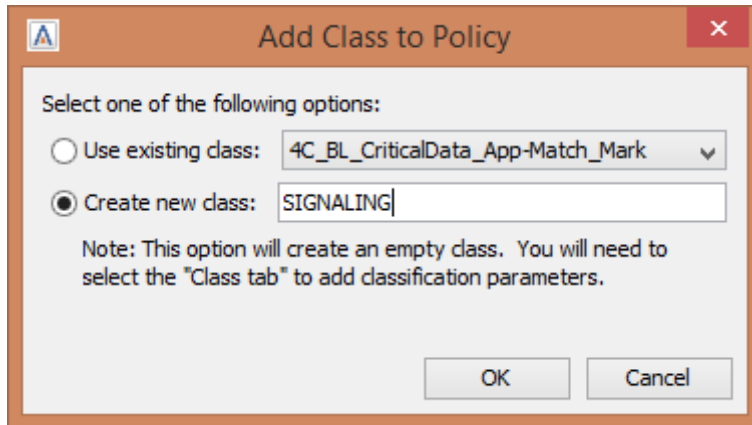 Add Class to Policy
Select one of the following options:
Use existing class: 4C_BL_CriticalData_App-Match_Mark
Create new class: SIGNALING
Note: This option will create an empty class. You will need to
select the "Class tab" to add classification parameters.
OK Cancel